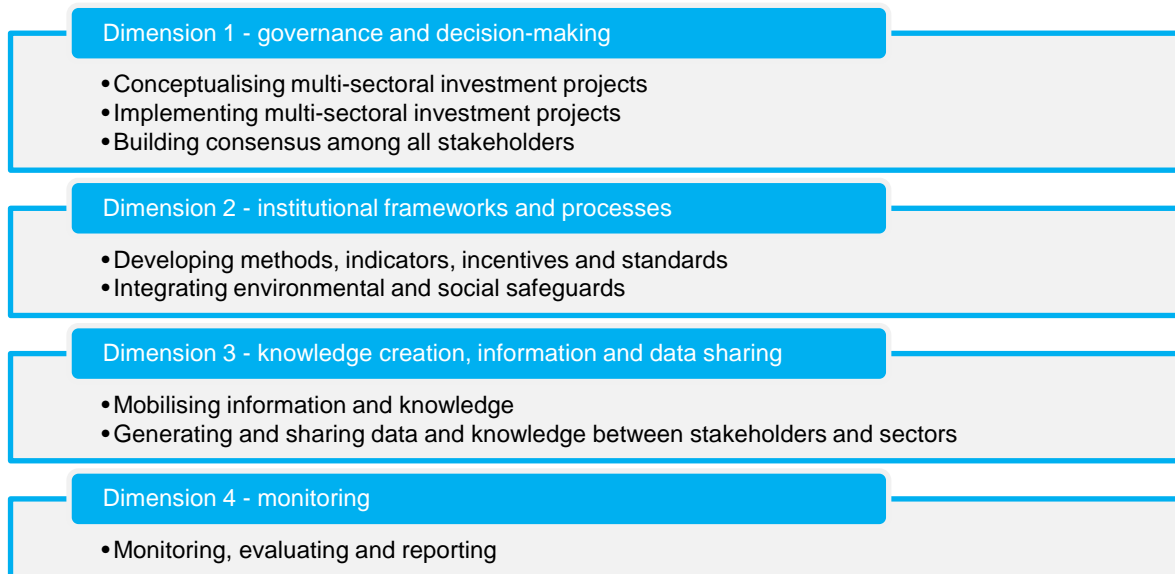 Dimension 1 - governance and decision-making
•Conceptualising multi-sectoral investment projects
•Implementing multi-sectoral investment projects
•Building consensus among all stakeholders
Dimension 2 - institutional frameworks and processes
•Developing methods, indicators, incentives and standards
•Integrating environmental and social safeguards
Dimension 3 - knowledge creation, information and data sharing
•Mobilising information and knowledge
•Generating and sharing data and knowledge between stakeholders and sectors
Dimension 4 - monitoring
•Monitoring, evaluating and reporting